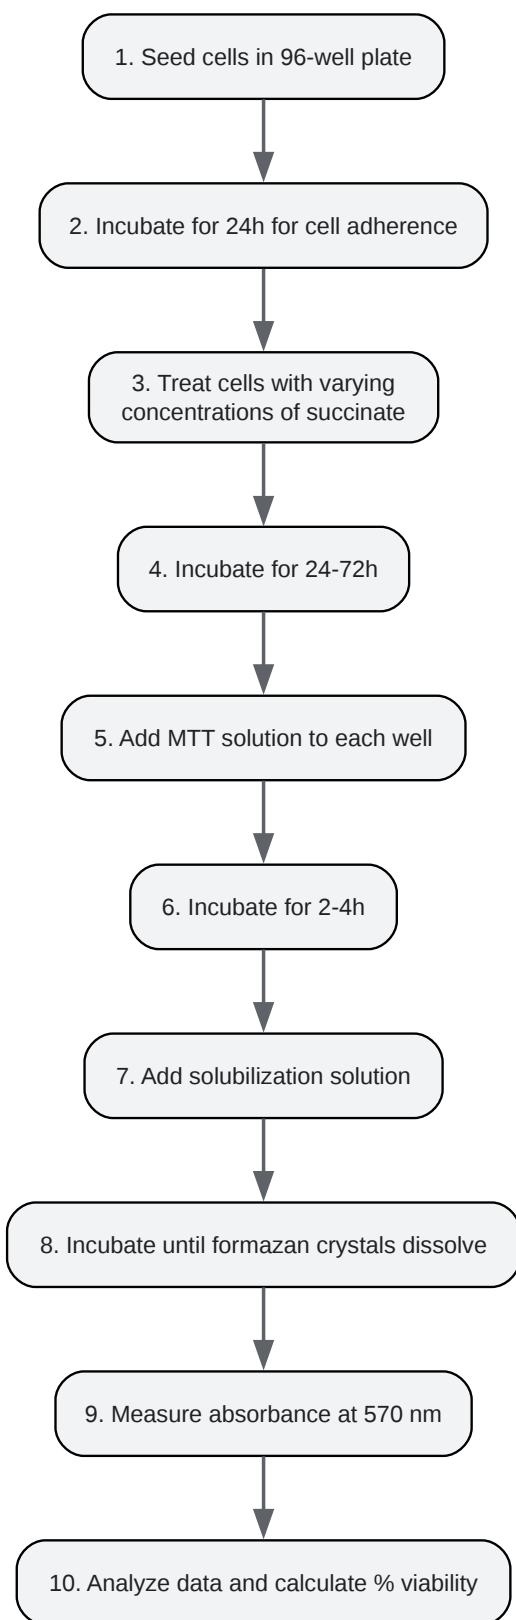 1. Seed cells in 96-well plate
2. Incubate for 24h for cell adherence
3. Treat cells with varying
concentrations of succinate
4. Incubate for 24-72h
5. Add MTT solution to each well
6. Incubate for 2-4h
7. Add solubilization solution
8. Incubate until formazan crystals dissolve
9. Measure absorbance at 570 nm
10. Analyze data and calculate % viability